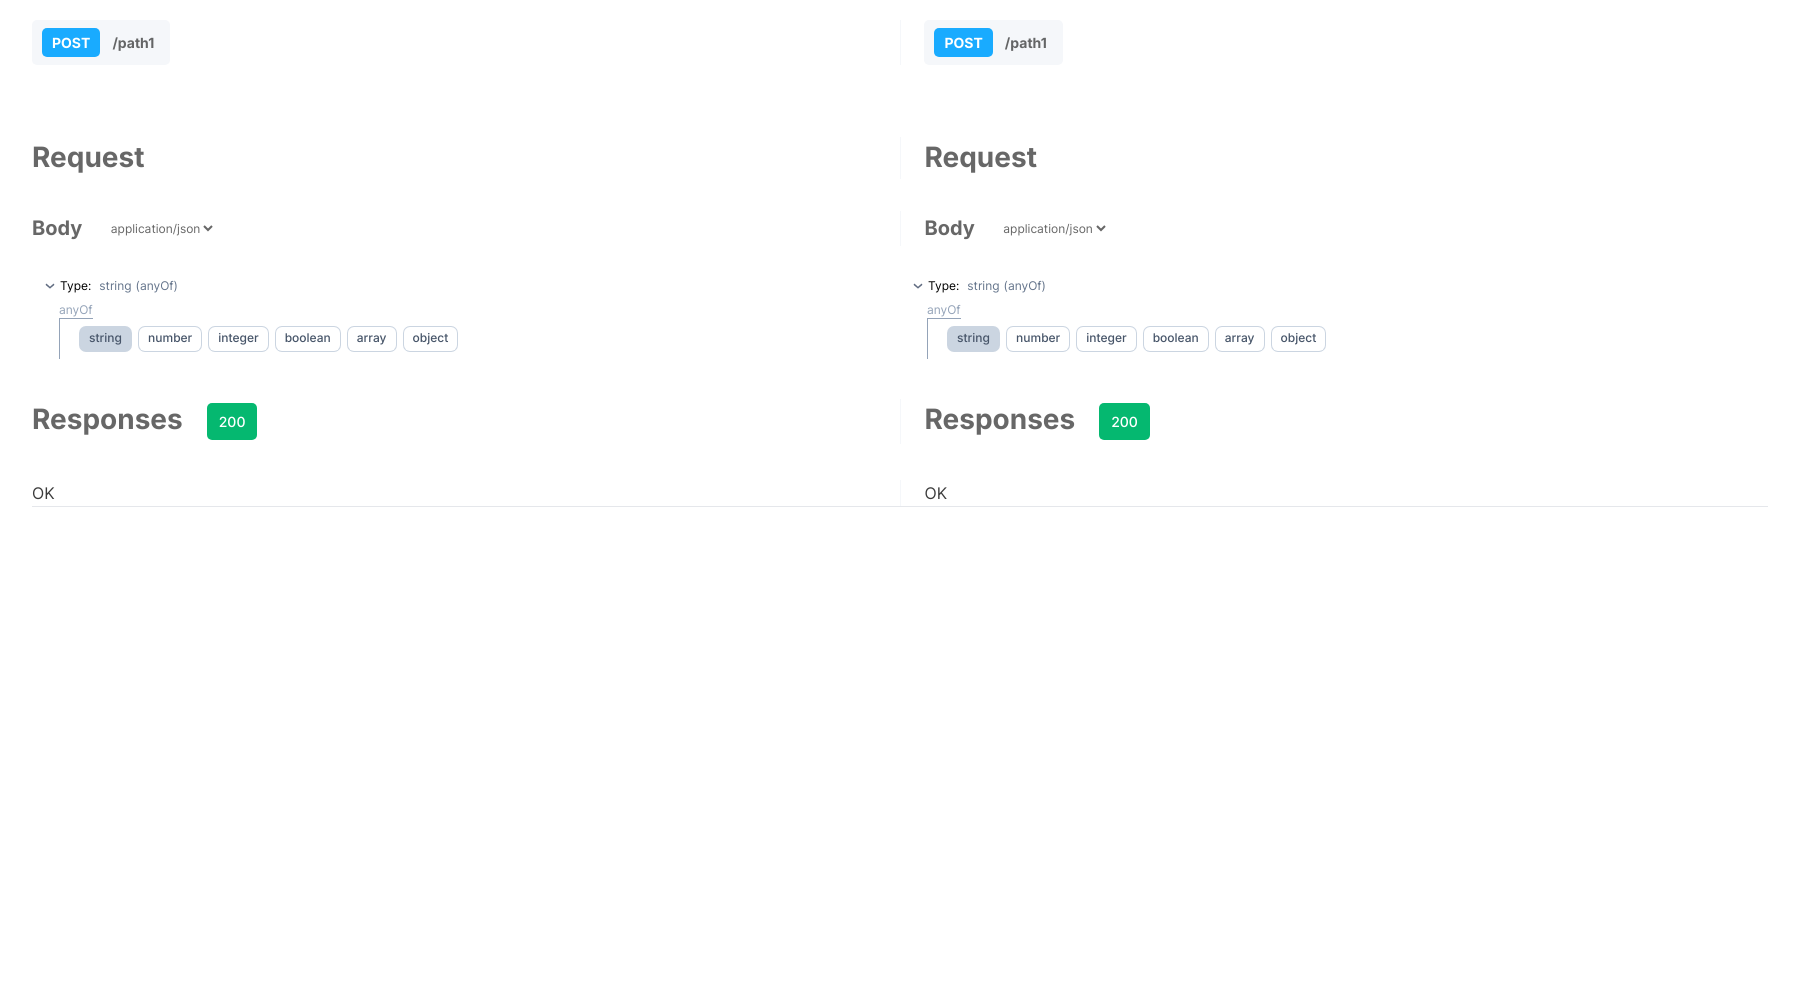 POST /path1 POST /path1
Request Request
Body application/json Body application/json
Type: string (anyOf) Type: string (anyOf)
anyOf anyOf
string number integer boolean array object string number integer boolean array object
Responses 200 Responses 200
OK OK